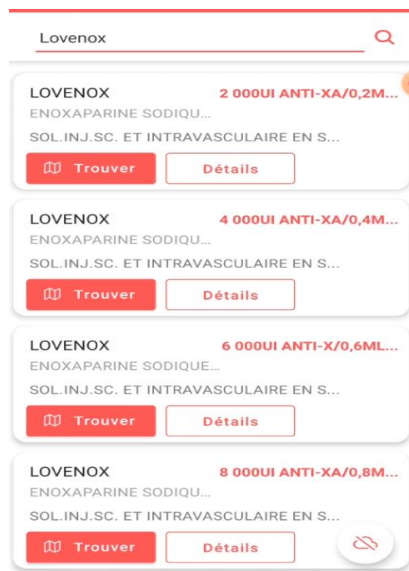 Lovenox
LOVENOX 2 000UI ANTI-XA/0,2M...
ENOXAPARINE SODIQU...
SOL.INJ.SC. ET INTRAVASCULAIRE EN S...
Trouver Détails
LOVENOX 4 000UI ANTI-XA/0,4M...
ENOXAPARINE SODIQU...
SOL.INJ.SC. ET INTRAVASCULAIRE EN S...
Trouver Détails
LOVENOX 6 000UI ANTI-X/0,6ML...
ENOXAPARINE SODIQUE...
SOL.INJ.SC. ET INTRAVASCULAIRE EN S...
Trouver Détails
LOVENOX 8 000UI ANTI-XA/0,8M...
ENOXAPARINE SODIQU...
SOL.INJ.SC. ET INTRAVASCULAIRE EN S...
Trouver Détails